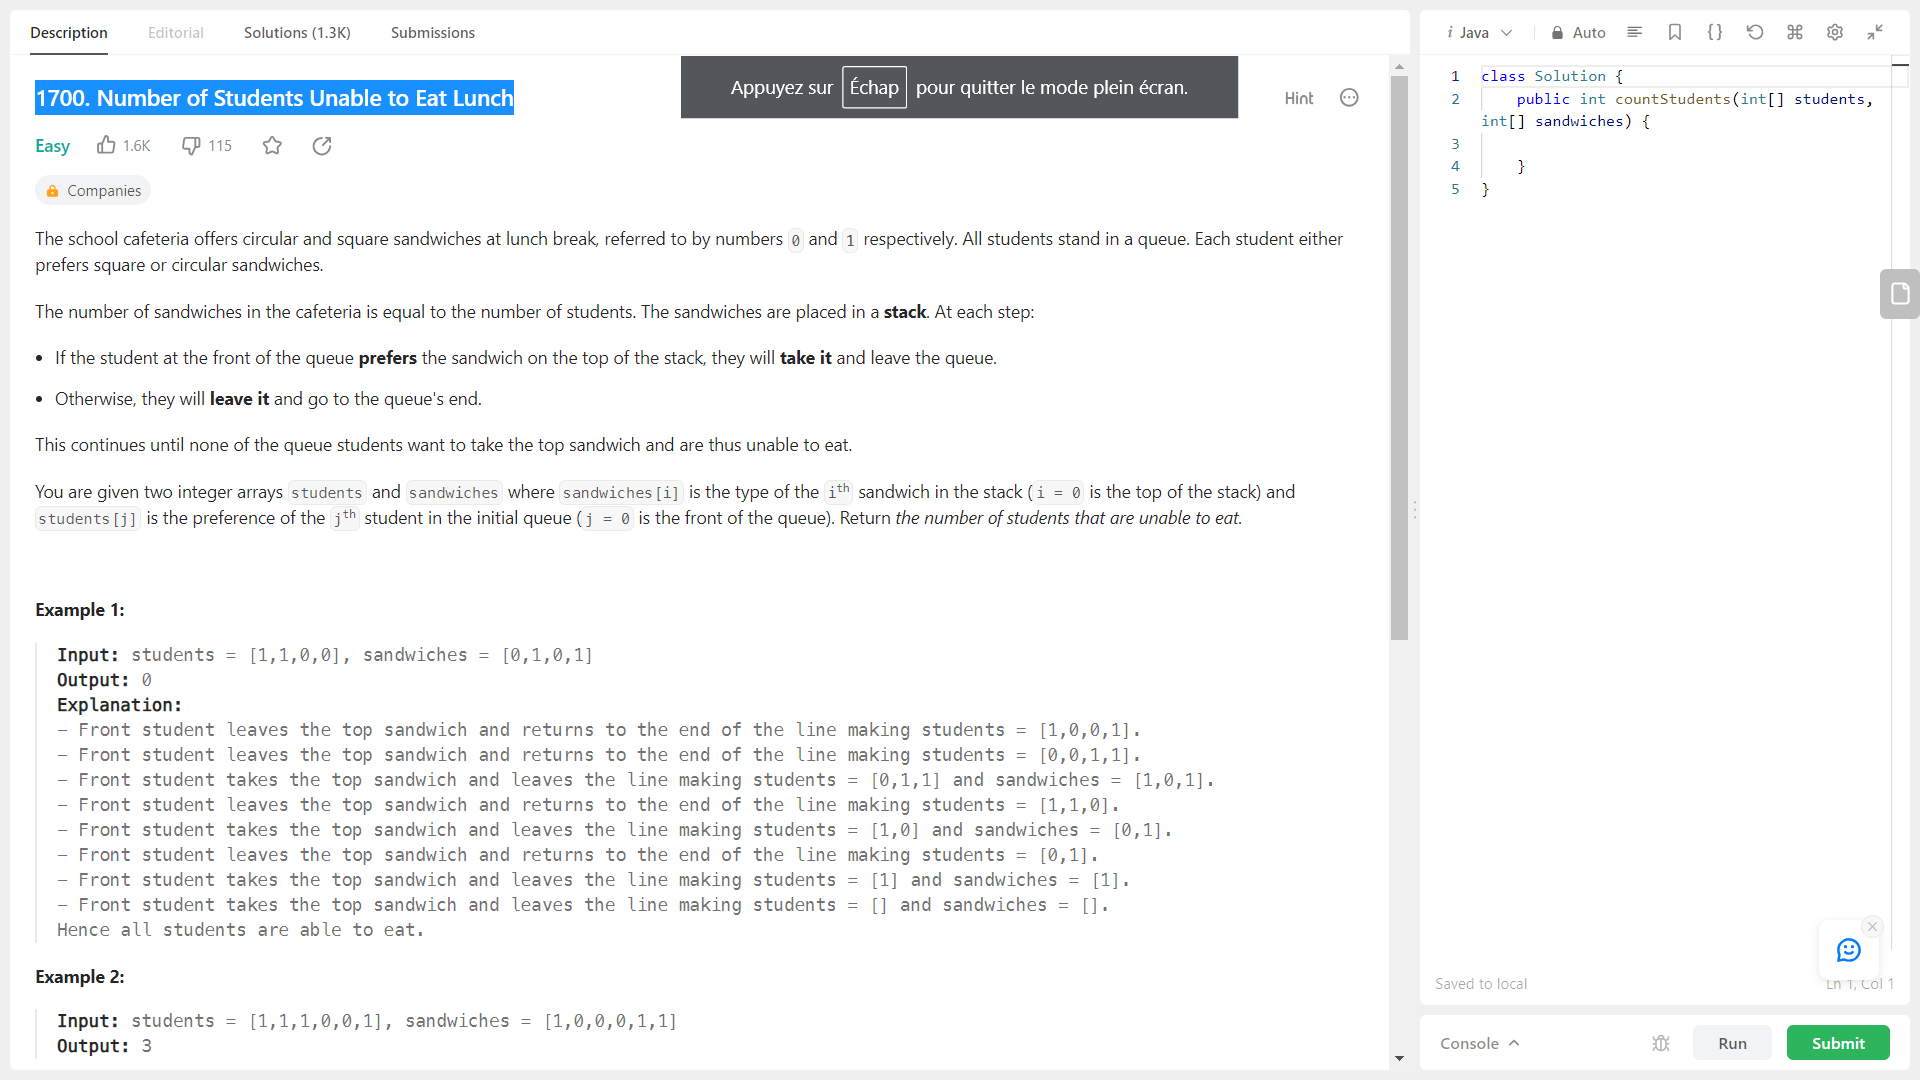 Description Editorial Solutions (1.3K) Submissions
1700. Number of Students Unable to Eat Lunch
Appuyez sur Échap pour quitter le mode plein écran.
Hint
Easy 1.6K 115
Companies
The school cafeteria offers circular and square sandwiches at lunch break, referred to by numbers 0 and 1 respectively. All students stand in a queue. Each student either
prefers square or circular sandwiches.
The number of sandwiches in the cafeteria is equal to the number of students. The sandwiches are placed in a stack. At each step:
• If the student at the front of the queue prefers the sandwich on the top of the stack, they will take it and leave the queue.
• Otherwise, they will leave it and go to the queue's end.
This continues until none of the queue students want to take the top sandwich and are thus unable to eat.
You are given two integer arrays students and sandwiches where sandwiches[i] is the type of the ith sandwich in the stack (i = 0 is the top of the stack) and
students[j] is the preference of the jth student in the initial queue (j = 0 is the front of the queue). Return the number of students that are unable to eat.
Example 1:
Input: students = [1,1,0,0], sandwiches = [0,1,0,1]
Output: 0
Explanation:
- Front student leaves the top sandwich and returns to the end of the line making students = [1,0,0,1].
- Front student leaves the top sandwich and returns to the end of the line making students = [0,0,1,1].
- Front student takes the top sandwich and leaves the line making students = [0,1,1] and sandwiches = [1,0,1].
- Front student leaves the top sandwich and returns to the end of the line making students = [1,1,0].
- Front student takes the top sandwich and leaves the line making students = [1,0] and sandwiches = [0,1].
- Front student leaves the top sandwich and returns to the end of the line making students = [0,1].
- Front student takes the top sandwich and leaves the line making students = [1] and sandwiches = [1].
- Front student takes the top sandwich and leaves the line making students = [] and sandwiches = [].
Hence all students are able to eat.
Example 2:
Input: students = [1,1,1,0,0,1], sandwiches = [1,0,0,0,1,1]
Output: 3
i Java Auto {}
1 class Solution {
2 public int countStudents(int[] students,
int[] sandwiches) {
3
4 }
5 }
Saved to local Ln 1, Col 1
Console Run Submit